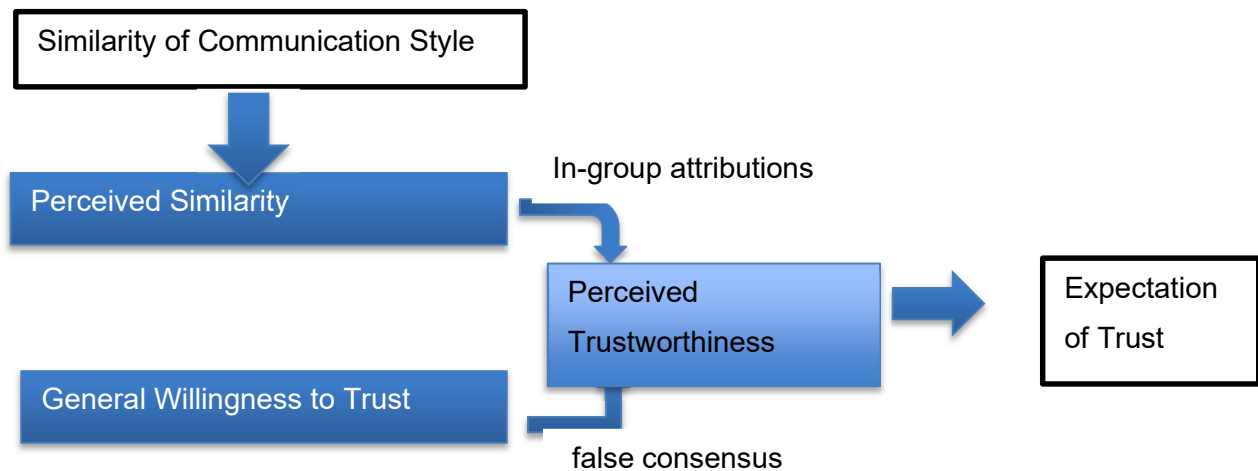 Similarity of Communication Style
In-group attributions
Perceived Similarity
Perceived
Trustworthiness
Expectation
of Trust
General Willingness to Trust
false consensus